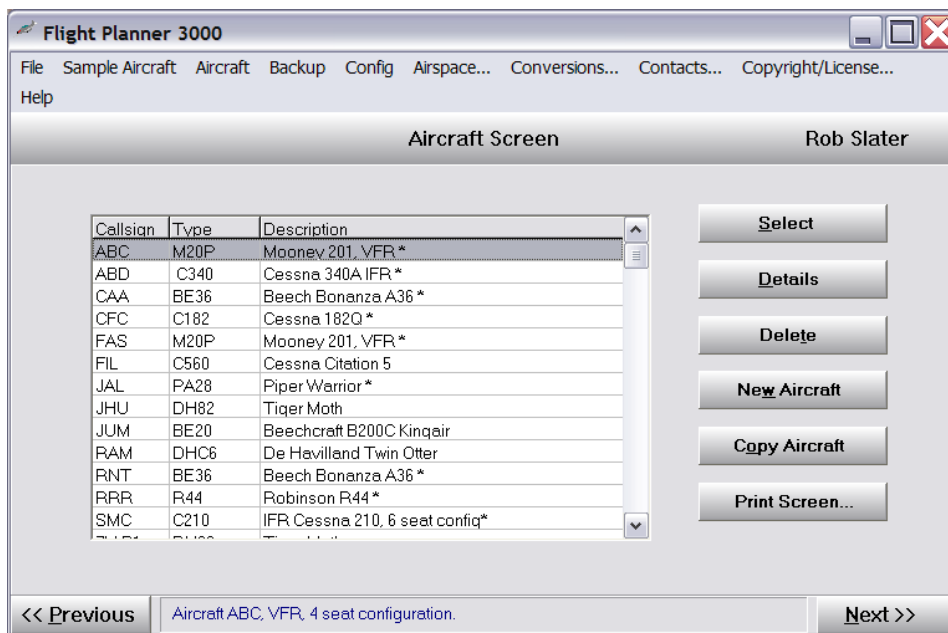 Flight Planner 3000
File Sample Aircraft Aircraft Backup Config Airspace... Conversions... Contacts... Copyright/License...
Help
Aircraft Screen Rob Slater
Callsign Type Description
ABC M20P Mooney 201, VFR *
ABD C340 Cessna 340A IFR *
CAA BE36 Beech Bonanza A36 *
CFC C182 Cessna 182Q *
FAS M20P Mooney 201, VFR *
FIL C560 Cessna Citation 5
JAL PA28 Piper Warrior *
JHU DH82 Tiger Moth
JUM BE20 Beechcraft B200C Kingair
RAM DHC6 De Havilland Twin Otter
RNT BE36 Beech Bonanza A36 *
RRR R44 Robinson R44 *
SMC C210 IFR Cessna 210, 6 seat config*
Select
Details
Delete
New Aircraft
Copy Aircraft
Print Screen...
<< Previous Aircraft ABC, VFR, 4 seat configuration. Next >>